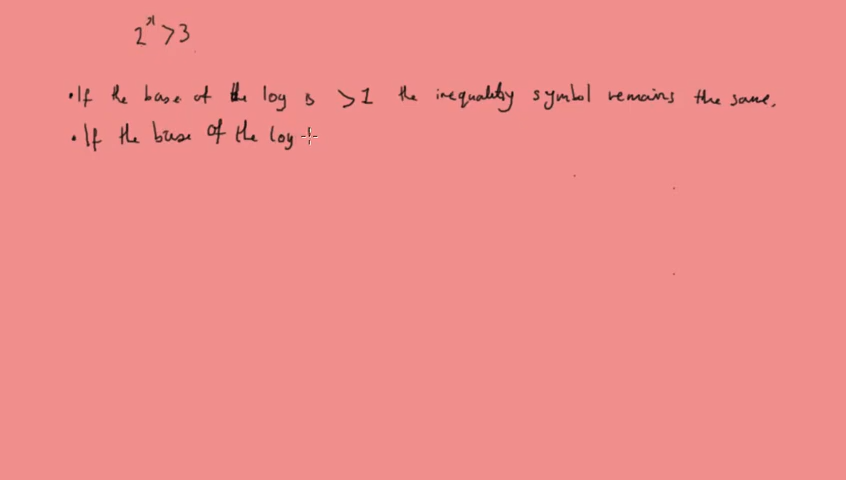 2^x > 3
• If the base of the log is > 1 the inequality symbol remains the same.
• If the base of the log